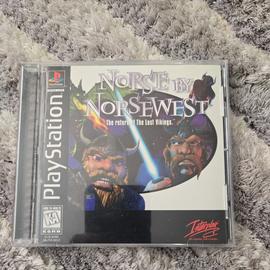 PlayStation
NORSE BY
NORSEWEST
The return of The Lost Vikings
Interplay
K-A